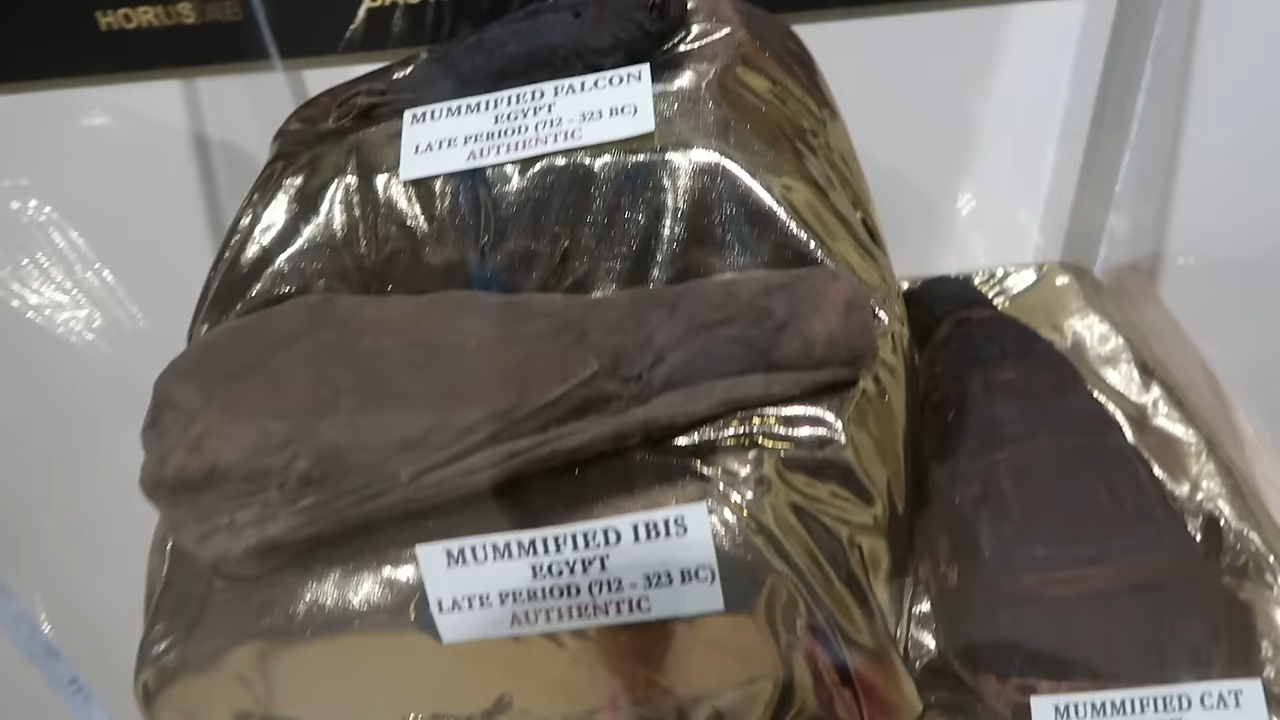 HORUS
MUMMIFIED FALCON
EGYPT
LATE PERIOD (712 - 323 BC)
AUTHENTIC
MUMMIFIED IBIS
EGYPT
LATE PERIOD (712 - 323 BC)
AUTHENTIC
MUMMIFIED CAT